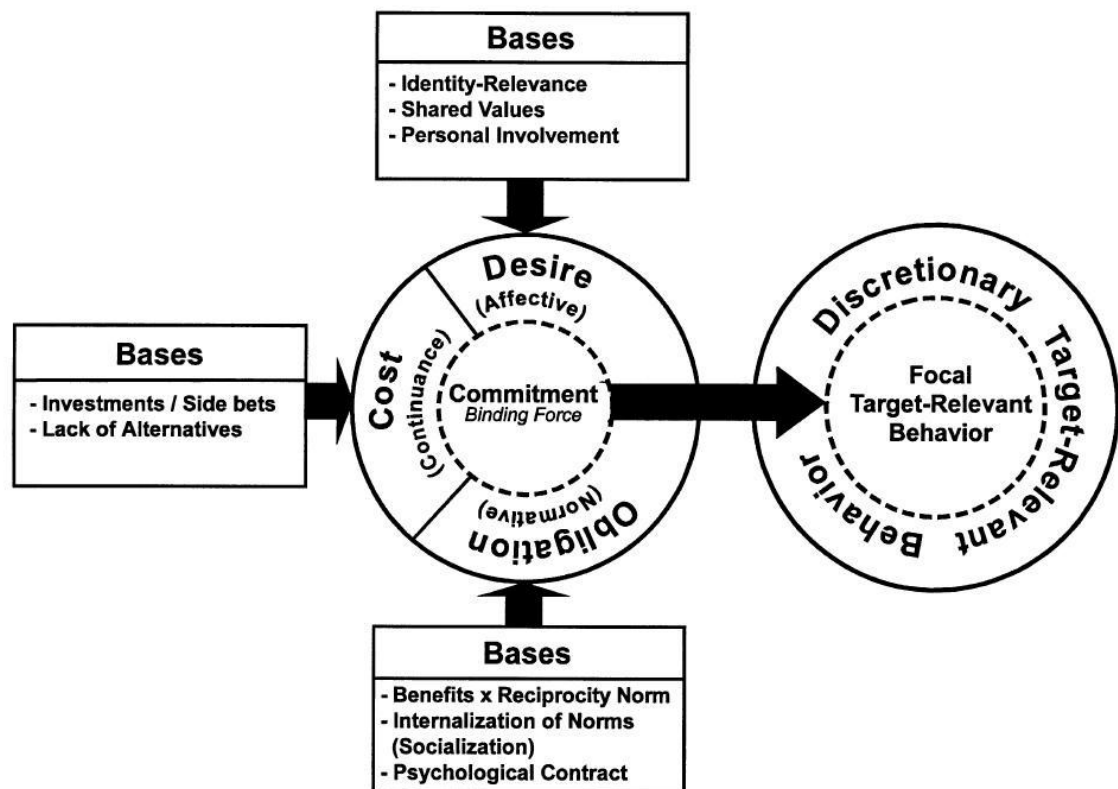 Bases
- Identity-Relevance
- Shared Values
- Personal Involvement
Bases
- Investments / Side bets
- Lack of Alternatives
Desire
(Affective)
Cost
(Continuance)
Commitment
Binding Force
Obligation
(Normative)
Discretionary Target-Relevant Behavior
Focal
Target-Relevant
Behavior
Bases
- Benefits x Reciprocity Norm
- Internalization of Norms
(Socialization)
- Psychological Contract